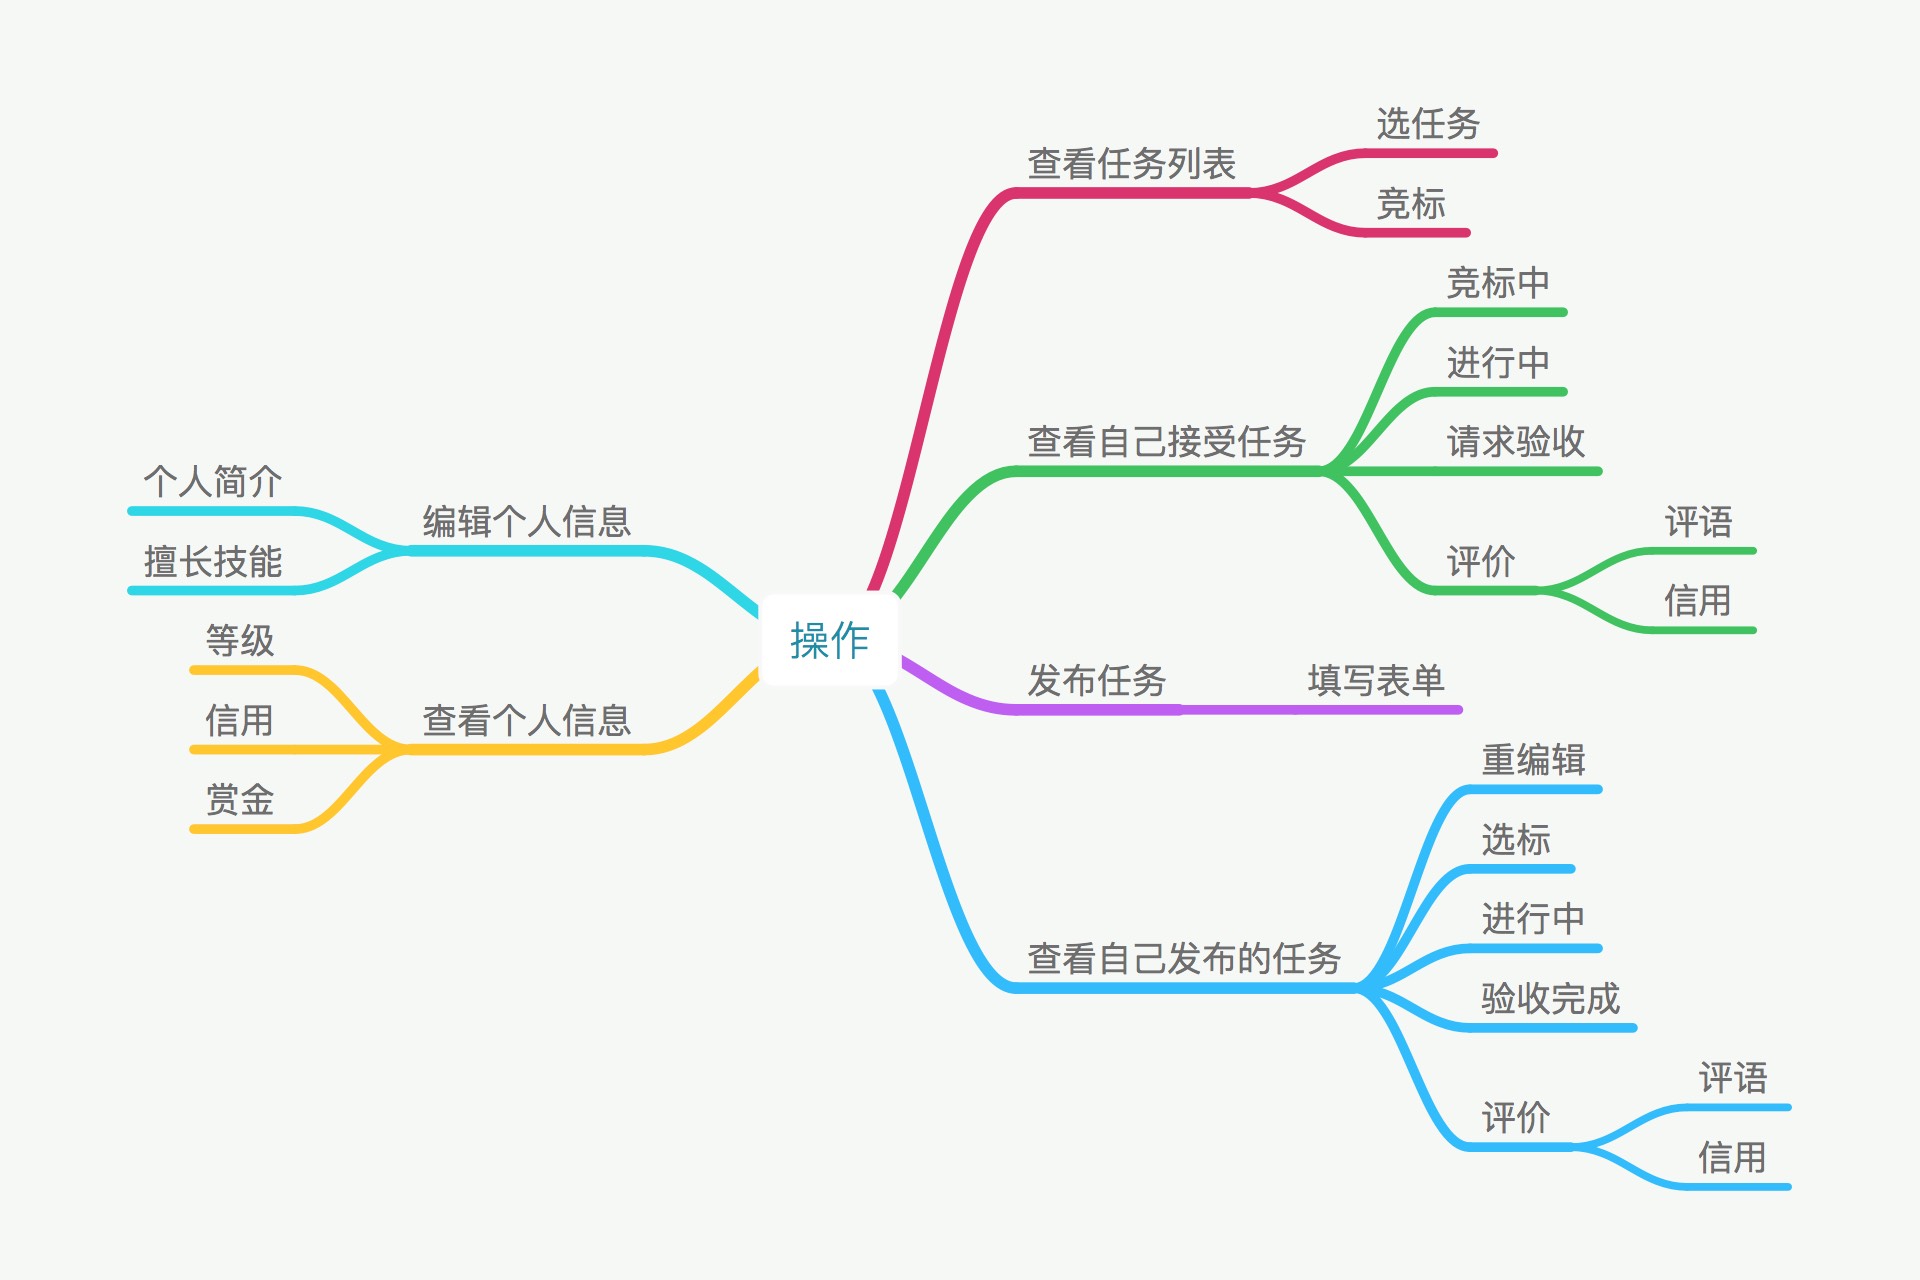 操作
查看任务列表
选任务
竞标
查看自己接受任务
竞标中
进行中
请求验收
评价
评语
信用
发布任务
填写表单
查看自己发布的任务
重编辑
选标
进行中
验收完成
评价
评语
信用
编辑个人信息
个人简介
擅长技能
查看个人信息
等级
信用
赏金